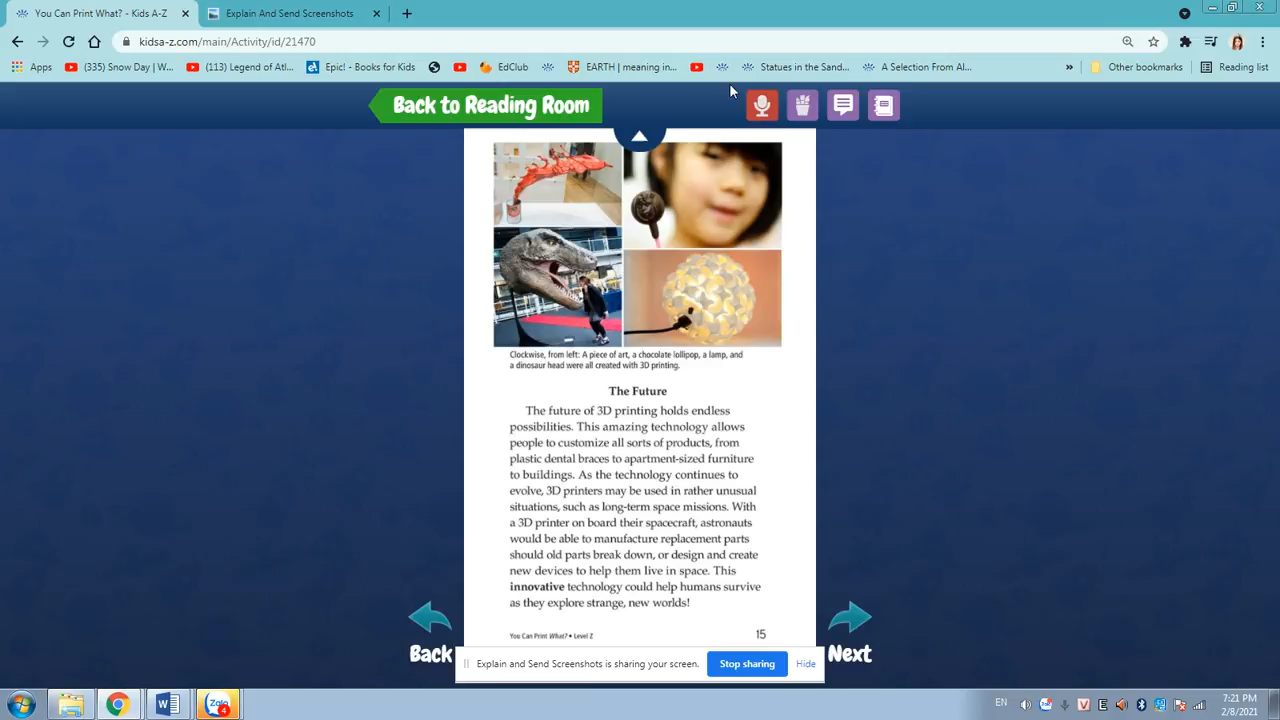 You Can Print What? - Kids A-Z
Explain And Send Screenshots
kidsa-z.com/main/Activity/id/21470
Apps
(335) Snow Day | W...
(113) Legend of Atl...
Epic! - Books for Kids
EdClub
EARTH | meaning in...
Statues in the Sand...
A Selection From Al...
»
Other bookmarks
Reading list
Back to Reading Room
Clockwise, from left: A piece of art, a chocolate lollipop, a lamp, and
a dinosaur head were all created with 3D printing.
The Future
The future of 3D printing holds endless
possibilities. This amazing technology allows
people to customize all sorts of products, from
plastic dental braces to apartment-sized furniture
to buildings. As the technology continues to
evolve, 3D printers may be used in rather unusual
situations, such as long-term space missions. With
a 3D printer on board their spacecraft, astronauts
would be able to manufacture replacement parts
should old parts break down, or design and create
new devices to help them live in space. This
innovative technology could help humans survive
as they explore strange, new worlds!
You Can Print What? • Level Z
15
Back
Next
Explain and Send Screenshots is sharing your screen.
Stop sharing
Hide
Zalo
4
EN
7:21 PM
2/8/2021